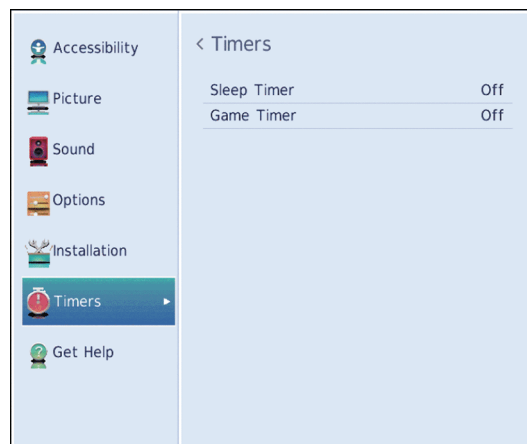 Accessibility
Picture
Sound
Options
Installation
Timers
Get Help
< Timers
Sleep Timer Off
Game Timer Off